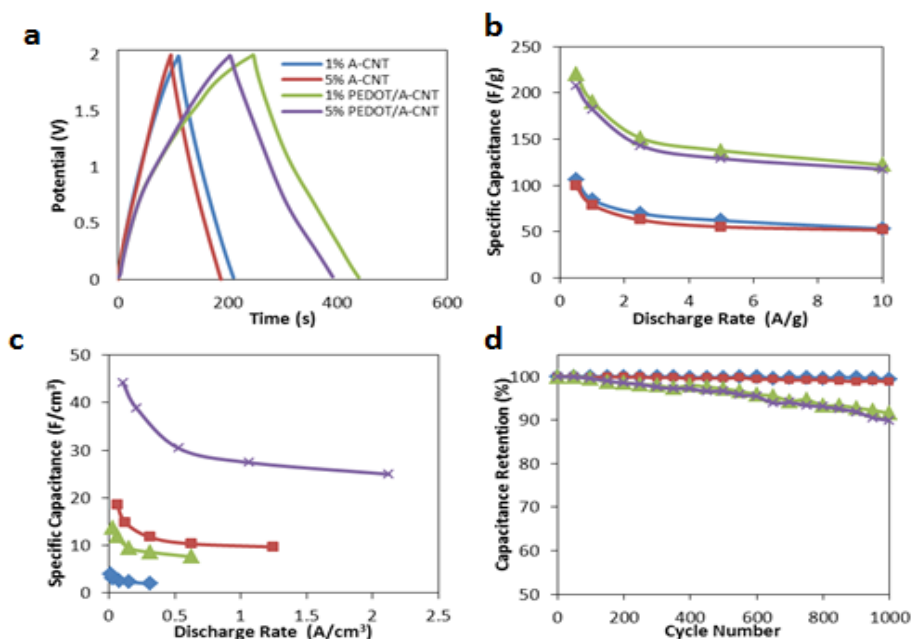 a
Potential (V)
2
1.5
1
0.5
0
0
200
400
600
Time (s)
1% A-CNT
5% A-CNT
1% PEDOT/A-CNT
5% PEDOT/A-CNT
b
Specific Capacitance (F/g)
250
200
150
100
50
0
0
2
4
6
8
10
Discharge Rate (A/g)
c
Specific Capacitance (F/cm³)
50
40
30
20
10
0
0
0.5
1
1.5
2
2.5
Discharge Rate (A/cm³)
d
Capacitance Retention (%)
100
90
80
70
60
50
0
200
400
600
800
1000
Cycle Number